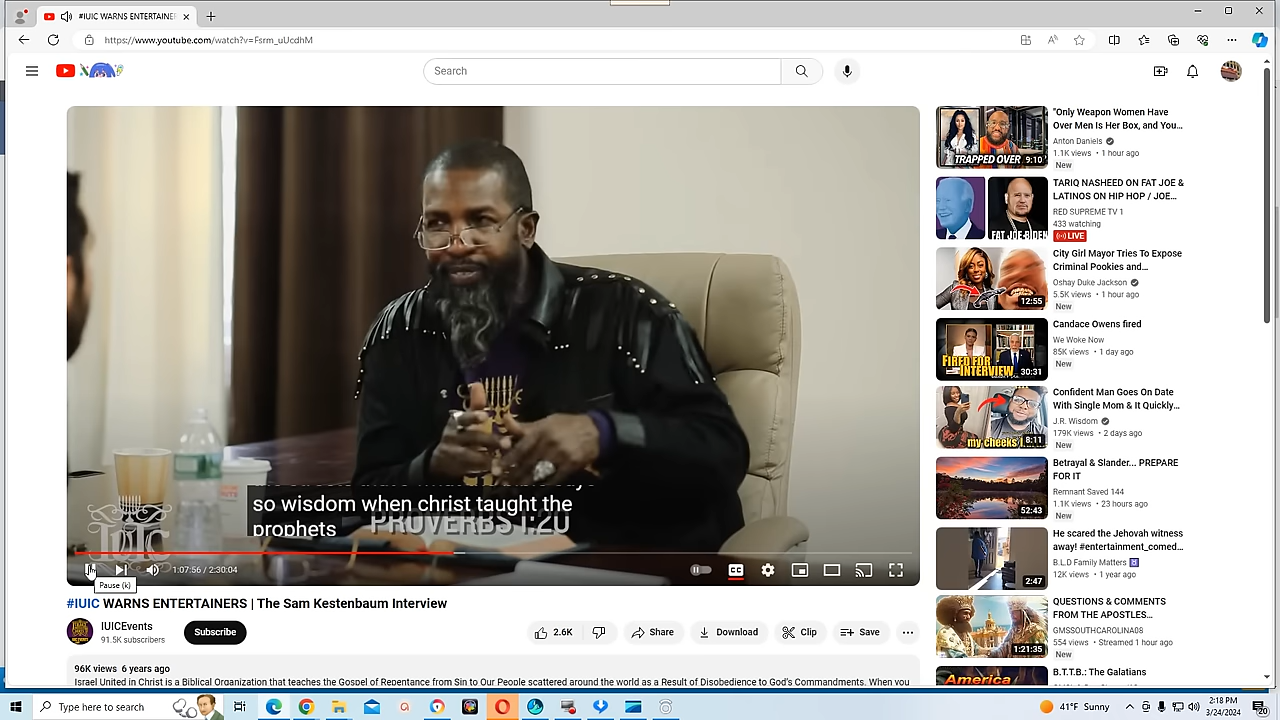 #IUIC WARNS ENTERTAINER
https://www.youtube.com/watch?v=Fsrm_uUcdhM
Search
so wisdom when christ taught the
prophets
PROVERBS 1:20
IUIC
1:07:56 / 2:30:04
CC
Pause (k)
#IUIC WARNS ENTERTAINERS | The Sam Kestenbaum Interview
IUICEvents
91.5K subscribers
Subscribe
2.6K
Share
Download
Clip
Save
96K views 6 years ago
Israel United in Christ is a Biblical Organization that teaches the Gospel of Repentance from Sin to Our People scattered around the world as a Result of Disobedience to God's Commandments. When you
TRAPPED OVER
9:10
"Only Weapon Women Have
Over Men Is Her Box, and You...
Anton Daniels
1.1K views • 1 hour ago
New
FAT JOE-BIDEN
TARIQ NASHEED ON FAT JOE &
LATINOS ON HIP HOP / JOE...
RED SUPREME TV 1
433 watching
LIVE
12:55
City Girl Mayor Tries To Expose
Criminal Pookies and...
Oshay Duke Jackson
5.5K views • 1 hour ago
New
FIRED FOR
INTERVIEW
30:31
Candace Owens fired
We Woke Now
85K views • 1 day ago
New
my cheeks
8:11
Confident Man Goes On Date
With Single Mom & It Quickly...
J.R. Wisdom
179K views • 2 days ago
New
52:43
Betrayal & Slander... PREPARE
FOR IT
Remnant Saved 144
1.1K views • 23 hours ago
New
2:47
He scared the Jehovah witness
away! #entertainment_comed...
B.L.D Family Matters
12K views • 1 year ago
1:21:35
QUESTIONS & COMMENTS
FROM THE APOSTLES...
GMSSOUTHCAROLINA08
554 views • Streamed 1 hour ago
New
America
B.T.T.B.: The Galatians
Type here to search
41°F Sunny
2:18 PM
3/24/2024
20